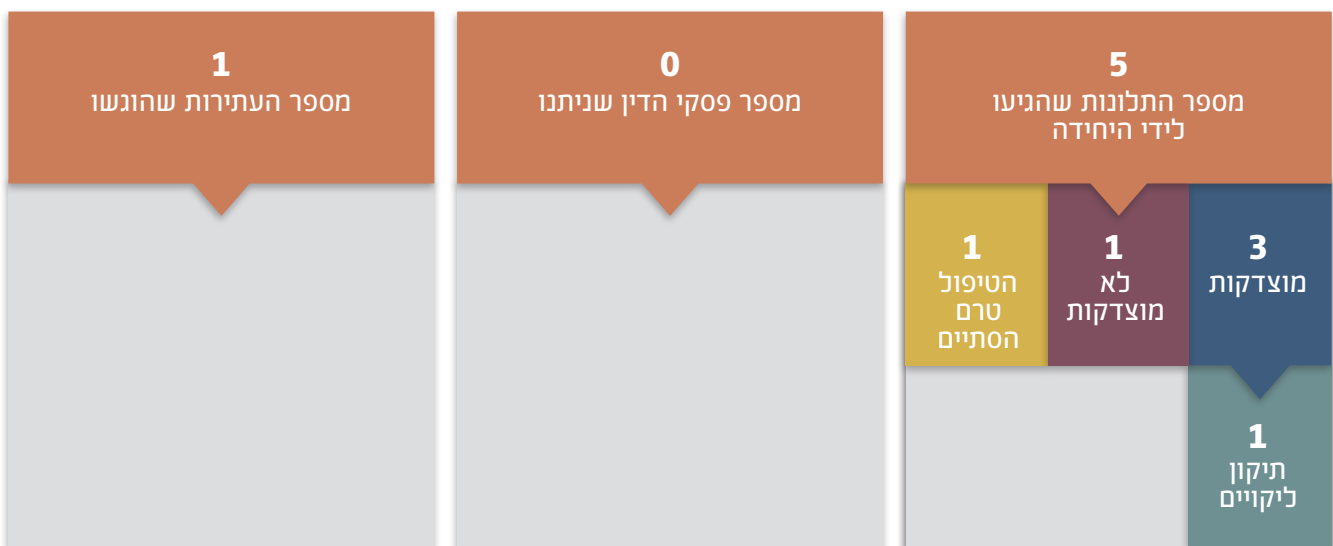 5
מספר התלונות שהגיעו
לידי היחידה
3
מוצדקות
1
לא
מוצדקות
1
הטיפול
טרם
הסתיים
1
תיקון
ליקויים
0
מספר פסקי הדין שניתנו
1
מספר העתירות שהוגשו